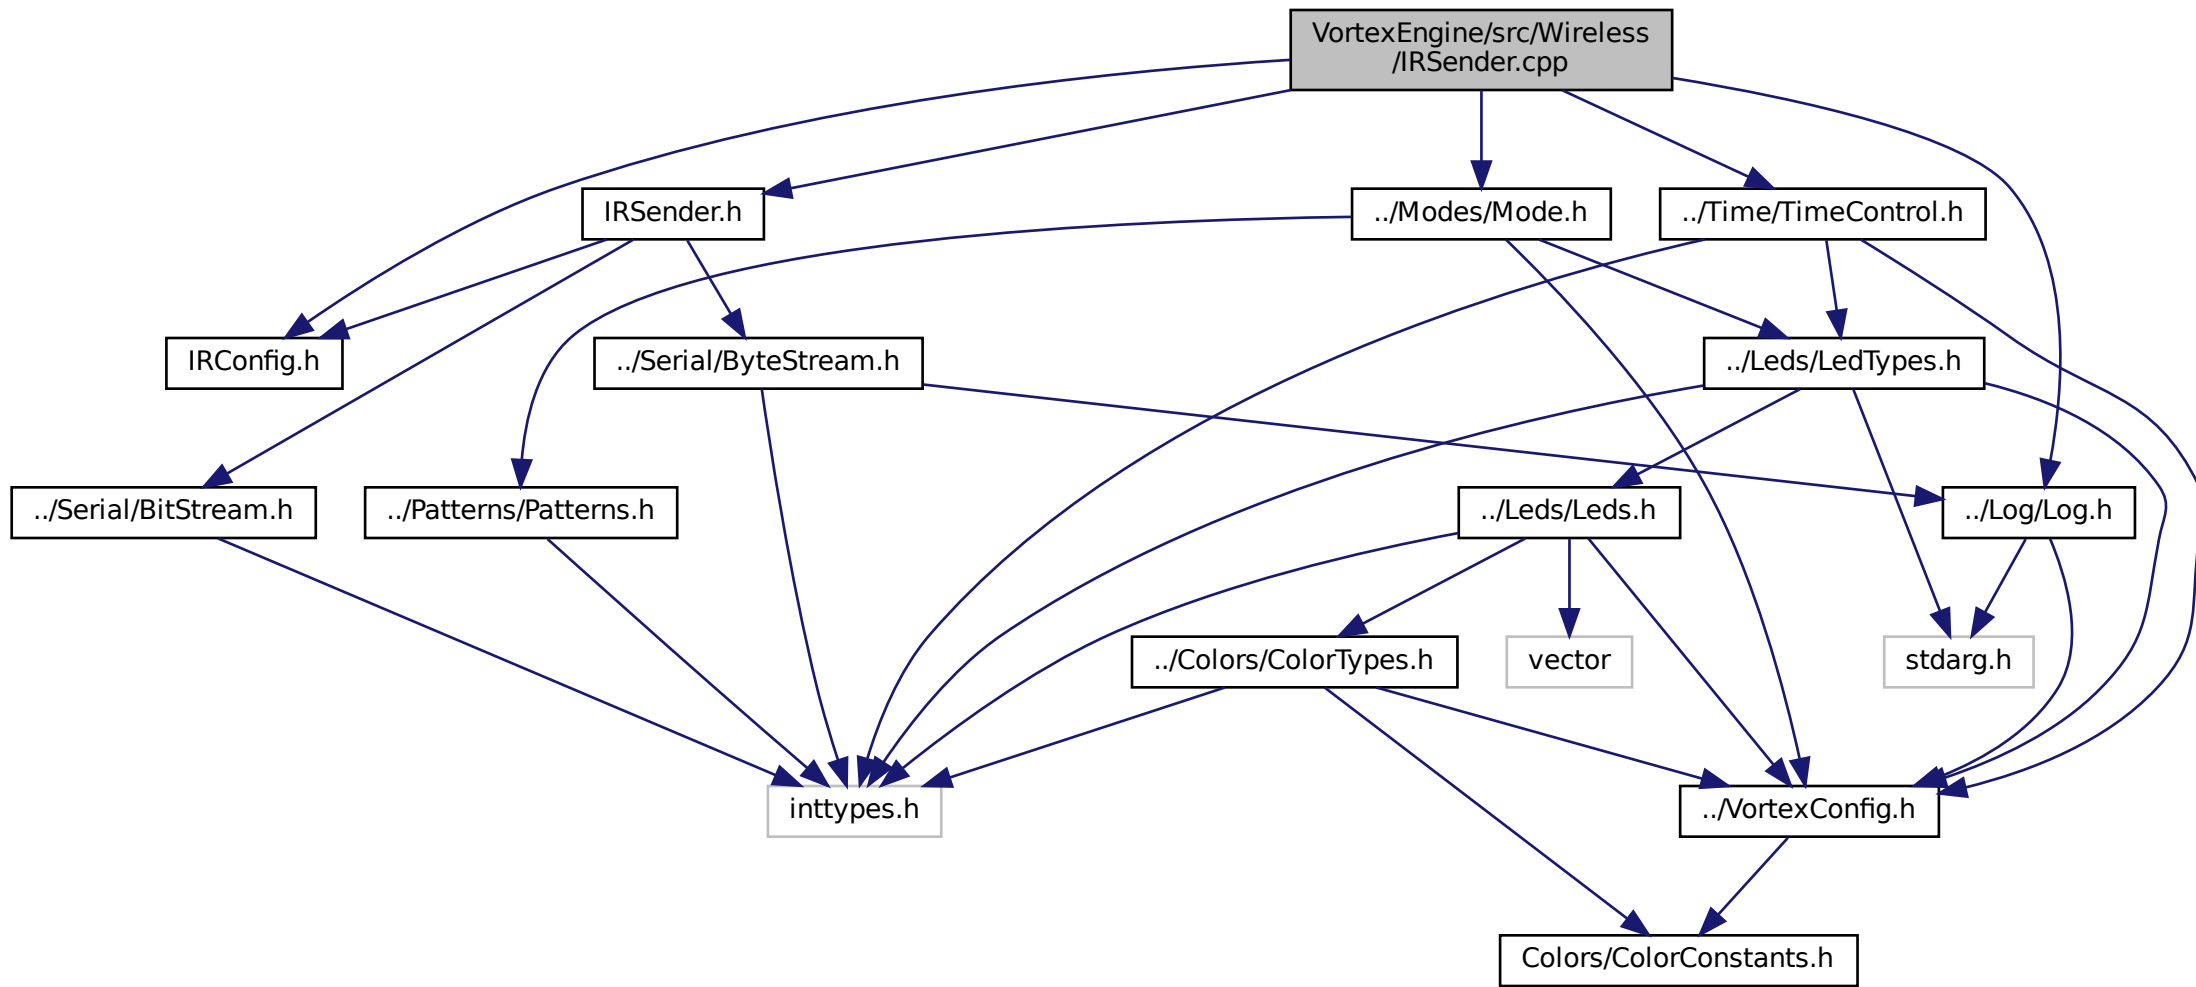 VortexEngine/src/Wireless
/IRSender.cpp
IRSender.h
../Modes/Mode.h
../Time/TimeControl.h
IRConfig.h
../Serial/ByteStream.h
../Leds/LedTypes.h
../Serial/BitStream.h
../Patterns/Patterns.h
../Leds/Leds.h
../Log/Log.h
../Colors/ColorTypes.h
vector
stdarg.h
inttypes.h
../VortexConfig.h
Colors/ColorConstants.h